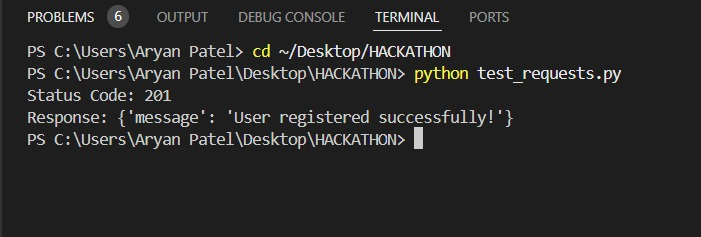 PROBLEMS 6 OUTPUT DEBUG CONSOLE TERMINAL PORTS
PS C:\Users\Aryan Patel> cd ~/Desktop/HACKATHON
PS C:\Users\Aryan Patel\Desktop\HACKATHON> python test_requests.py
Status Code: 201
Response: {'message': 'User registered successfully!'}
PS C:\Users\Aryan Patel\Desktop\HACKATHON>